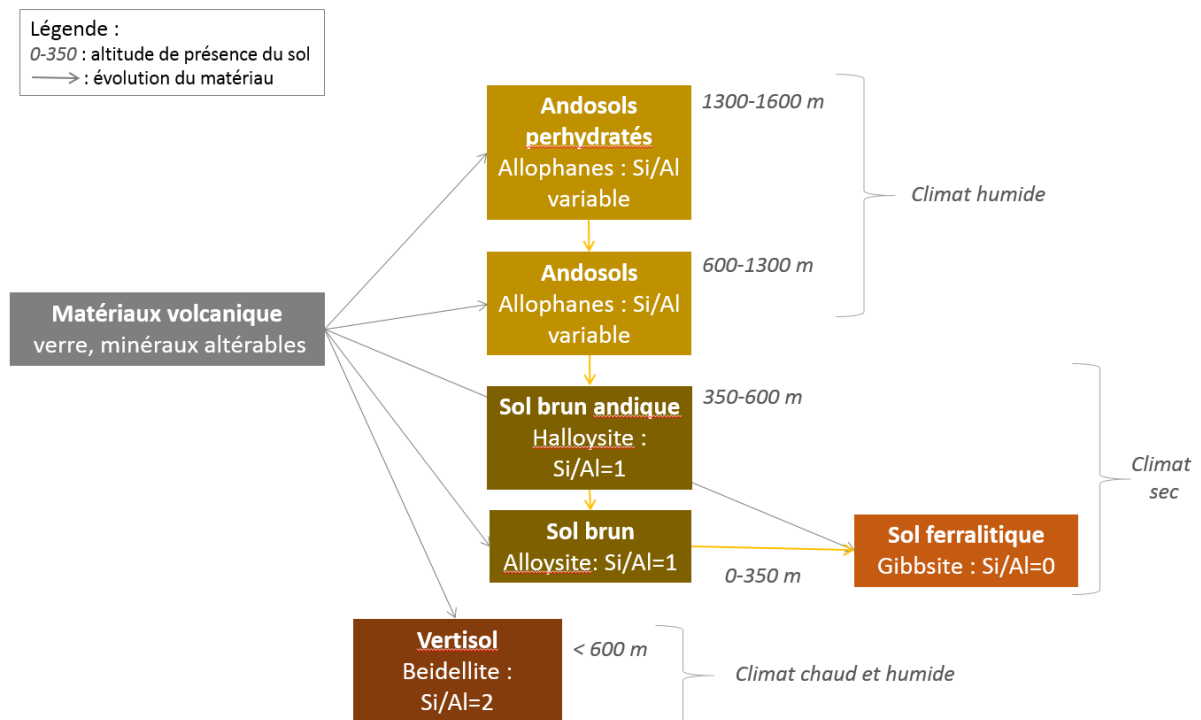 Légende :
0-350 : altitude de présence du sol
: évolution du matériau
Andosols
perhydratés
Allophanes : Si/Al
variable
1300-1600 m
Climat humide
Andosols
Allophanes : Si/Al
variable
600-1300 m
Matériaux volcanique
verre, minéraux altérables
Sol brun andique
Halloysite :
Si/Al=1
350-600 m
Climat
sec
Sol brun
Alloysite: Si/Al=1
0-350 m
Sol ferralitique
Gibbsite : Si/Al=0
Vertisol
Beidellite :
Si/Al=2
< 600 m
Climat chaud et humide